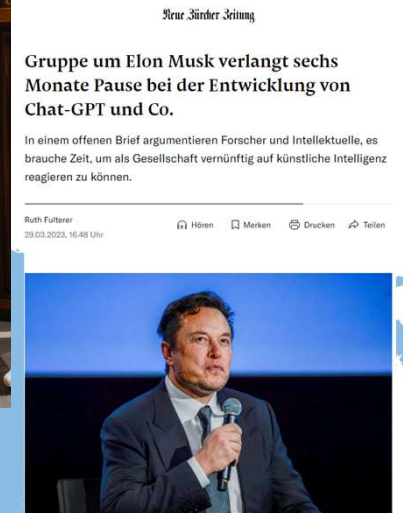 Neue Zürcher Zeitung
Gruppe um Elon Musk verlangt sechs
Monate Pause bei der Entwicklung von
Chat-GPT und Co.
In einem offenen Brief argumentieren Forscher und Intellektuelle, es
brauche Zeit, um als Gesellschaft vernünftig auf künstliche Intelligenz
reagieren zu können.
Ruth Fulterer
29.03.2023, 16.48 Uhr
Hören Merken Drucken Teilen